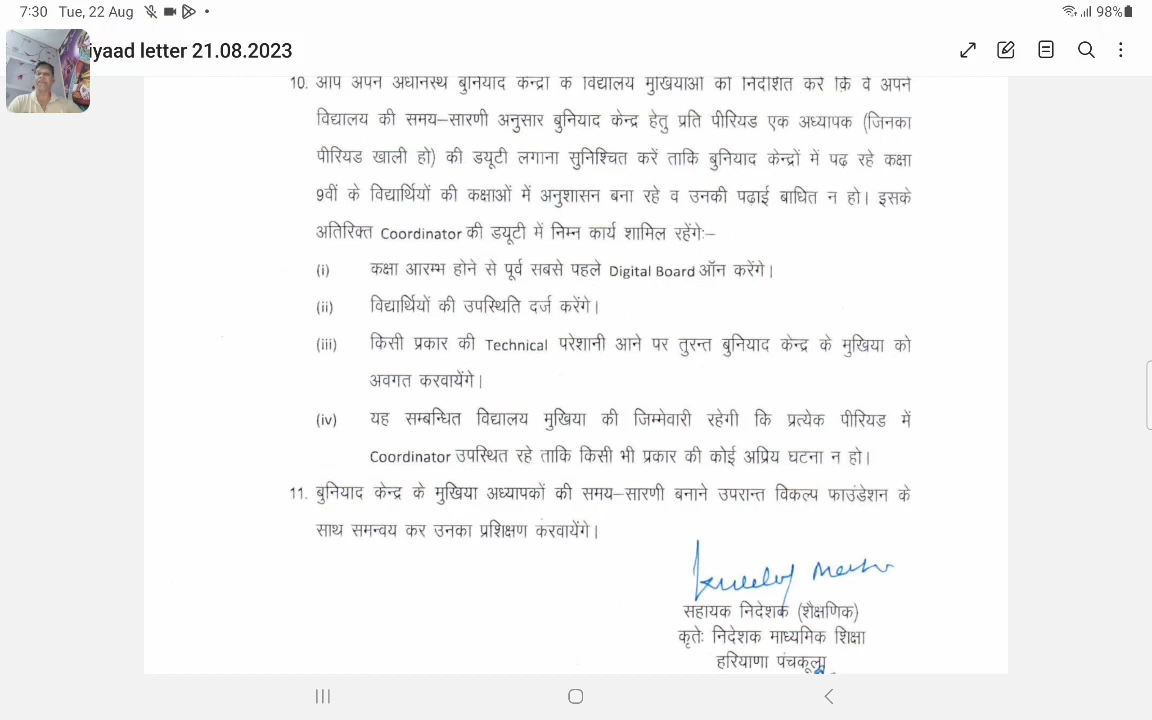 7:30 Tue, 22 Aug 98%
iyaad letter 21.08.2023
10. आप अपने अधीनस्थ बुनियाद केन्द्रों के विद्यालय मुखियाओं को निर्देशित करें कि वे अपने
विद्यालय की समय–सारणी अनुसार बुनियाद केन्द्र हेतु प्रति पीरियड एक अध्यापक (जिनका
पीरियड खाली हो) की डयूटी लगाना सुनिश्चित करें ताकि बुनियाद केन्द्रों में पढ रहे कक्षा
9वीं के विद्यार्थियों की कक्षाओं में अनुशासन बना रहे व उनकी पढाई बाधित न हो। इसके
अतिरिक्त Coordinator की डयूटी में निम्न कार्य शामिल रहेंगे:–
(i) कक्षा आरम्भ होने से पूर्व सबसे पहले Digital Board ऑन करेंगे।
(ii) विद्यार्थियों की उपस्थिति दर्ज करेंगे।
(iii) किसी प्रकार की Technical परेशानी आने पर तुरन्त बुनियाद केन्द्र के मुखिया को
अवगत करवायेंगे।
(iv) यह सम्बन्धित विद्यालय मुखिया की जिम्मेवारी रहेगी कि प्रत्येक पीरियड में
Coordinator उपस्थित रहे ताकि किसी भी प्रकार की कोई अप्रिय घटना न हो।
11. बुनियाद केन्द्र के मुखिया अध्यापकों की समय–सारणी बनाने उपरान्त विकल्प फाउंडेशन के
साथ समन्वय कर उनका प्रशिक्षण करवायेंगे।
सहायक निदेशक (शैक्षणिक)
कृतेः निदेशक माध्यमिक शिक्षा
हरियाणा पंचकूला